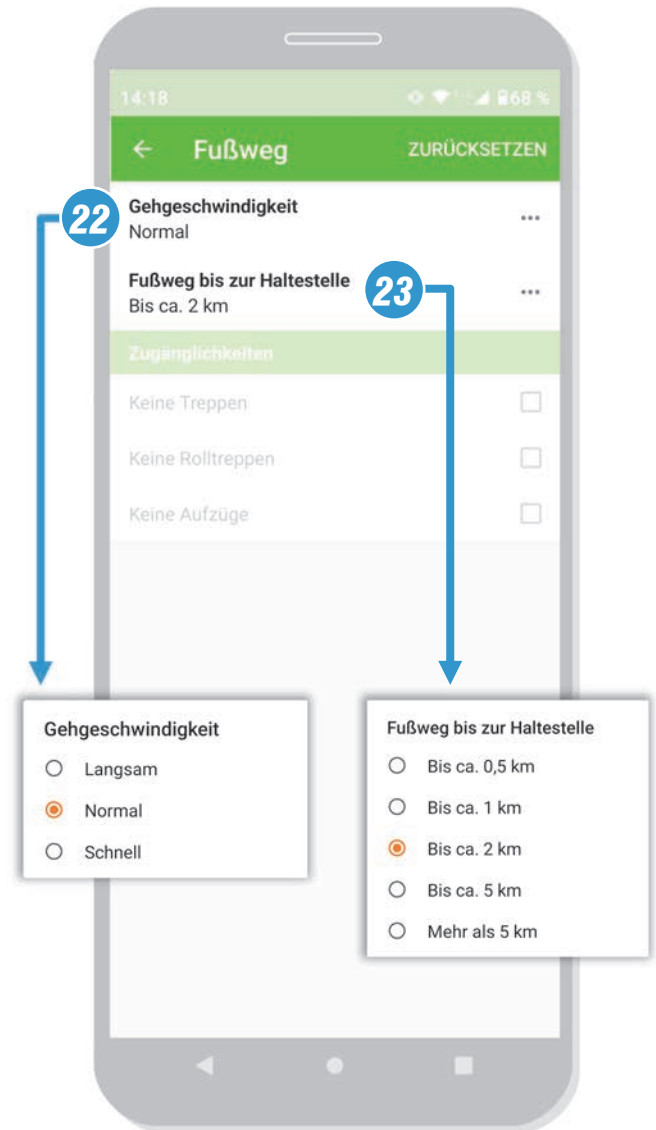 14:18 68 %
Fußweg ZURÜCKSETZEN
22 Gehgeschwindigkeit
Normal
Fußweg bis zur Haltestelle 23
Bis ca. 2 km
Zugänglichkeiten
Keine Treppen
Keine Rolltreppen
Keine Aufzüge
Gehgeschwindigkeit
Langsam
Normal
Schnell
Fußweg bis zur Haltestelle
Bis ca. 0,5 km
Bis ca. 1 km
Bis ca. 2 km
Bis ca. 5 km
Mehr als 5 km